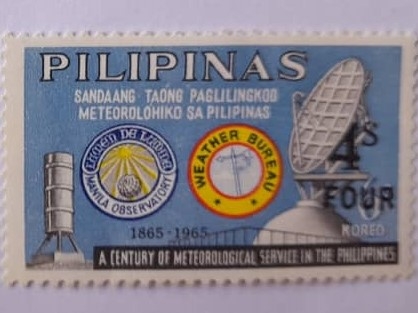 PILIPINAS
SANDAANG TAONG PAGLILINGKOD
METEOROLOHIKO SA PILIPINAS
LUMEN DE LUMINE
MANILA OBSERVATORY
WEATHER BUREAU
4s
FOUR
6
KOREO
1865-1965
A CENTURY OF METEOROLOGICAL SERVICE IN THE PHILIPPINES